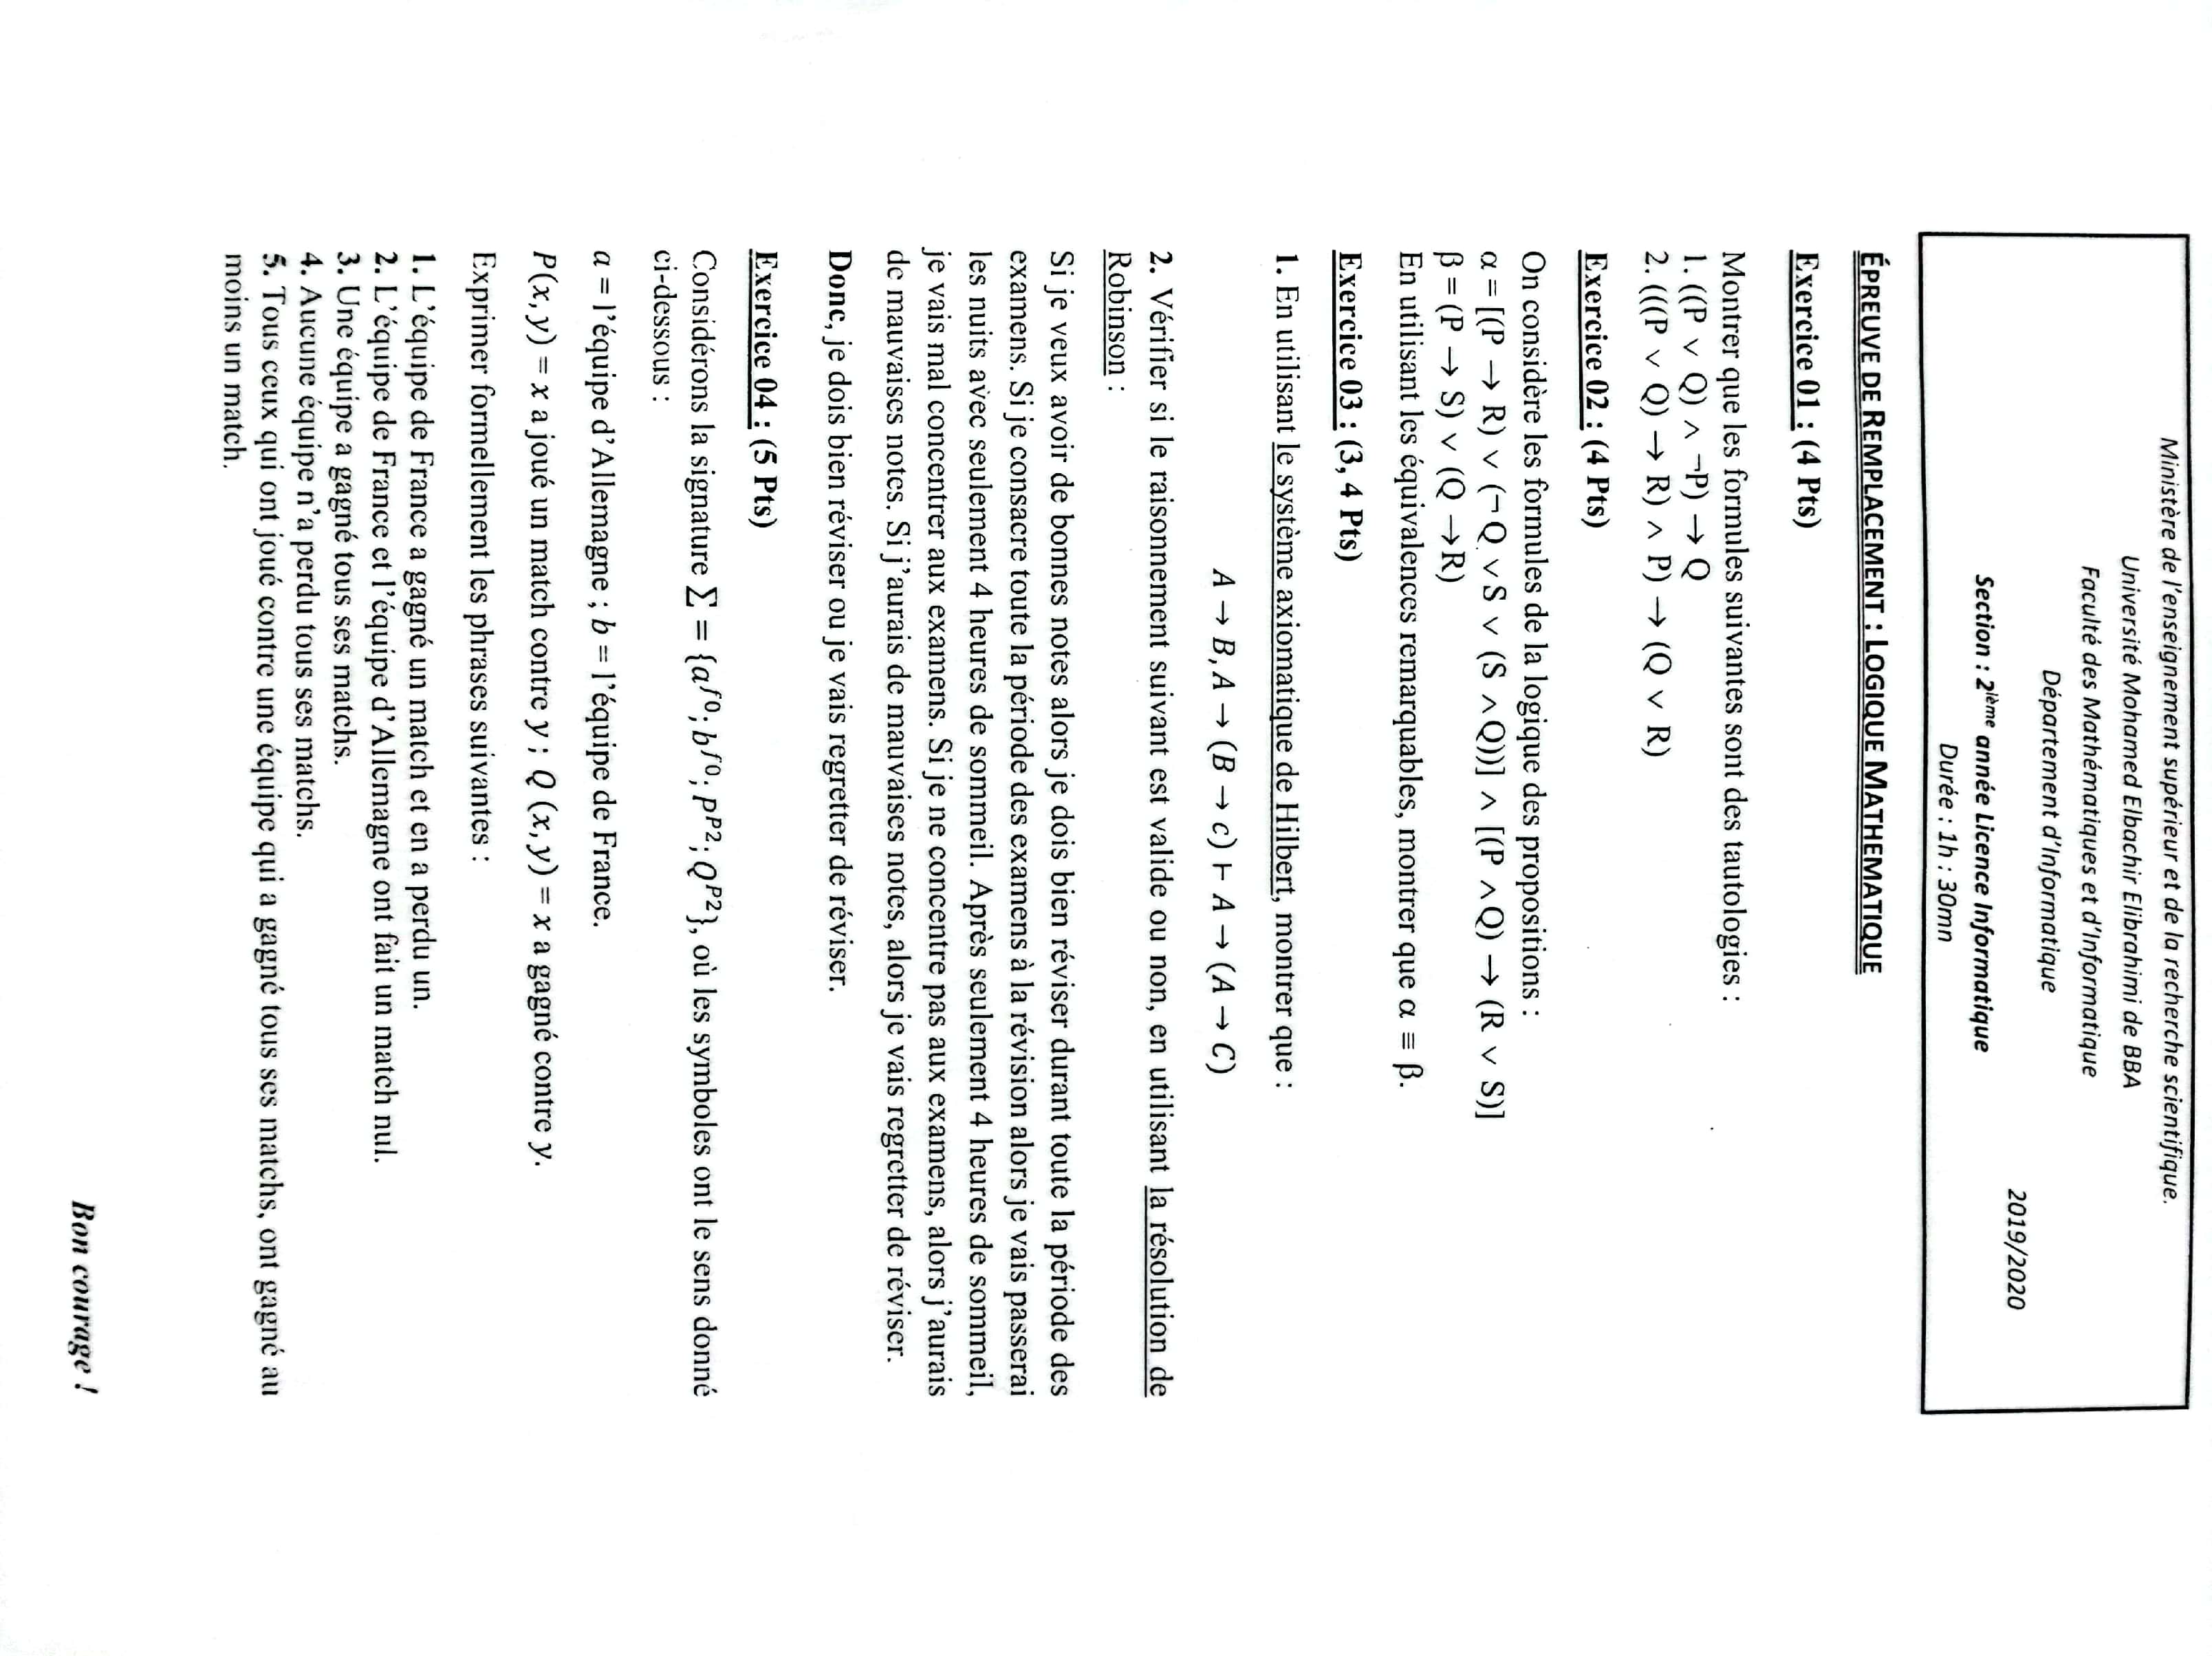 Ministère de l'enseignement supérieur et de la recherche scientifique.
Université Mohamed Elbachir Elibrahimi de BBA
Faculté des Mathématiques et d'Informatique
Département d'Informatique
2019/2020
Section : 2ième année Licence Informatique
Durée : 1h : 30mn
ÉPREUVE DE REMPLACEMENT : LOGIQUE MATHEMATIQUE
Exercice 01 : (4 Pts)
Montrer que les formules suivantes sont des tautologies :
1. ((P ∨ Q) ∧ ¬P) → Q
2. (((P ∨ Q) → R) ∧ P) → (Q ∨ R)
Exercice 02 : (4 Pts)
On considère les formules de la logique des propositions :
α = [(P → R) ∨ (¬ Q ∨S ∨ (S ∧Q))] ∧ [(P ∧Q) → (R ∨ S)]
β = (P → S) ∨ (Q →R)
En utilisant les équivalences remarquables, montrer que α ≡ β.
Exercice 03 : (3, 4 Pts)
1. En utilisant le système axiomatique de Hilbert, montrer que :
A → B, A → (B → c) ⊢ A → (A → C)
2. Vérifier si le raisonnement suivant est valide ou non, en utilisant la résolution de
Robinson :
Si je veux avoir de bonnes notes alors je dois bien réviser durant toute la période des
examens. Si je consacre toute la période des examens à la révision alors je vais passerai
les nuits avec seulement 4 heures de sommeil. Après seulement 4 heures de sommeil,
je vais mal concentrer aux examens. Si je ne concentre pas aux examens, alors j'aurais
de mauvaises notes. Si j'aurais de mauvaises notes, alors je vais regretter de réviser.
Donc, je dois bien réviser ou je vais regretter de réviser.
Exercice 04 : (5 Pts)
Considérons la signature ∑ = {a^f0; b^f0; P^P2; Q^P2}, où les symboles ont le sens donné
ci-dessous :
a = l'équipe d'Allemagne ; b = l'équipe de France.
P(x, y) = x a joué un match contre y ; Q (x, y) = x a gagné contre y.
Exprimer formellement les phrases suivantes :
1. L'équipe de France a gagné un match et en a perdu un.
2. L'équipe de France et l'équipe d'Allemagne ont fait un match nul.
3. Une équipe a gagné tous ses matchs.
4. Aucune équipe n'a perdu tous ses matchs.
5. Tous ceux qui ont joué contre une équipe qui a gagné tous ses matchs, ont gagné au
moins un match.
Bon courage !